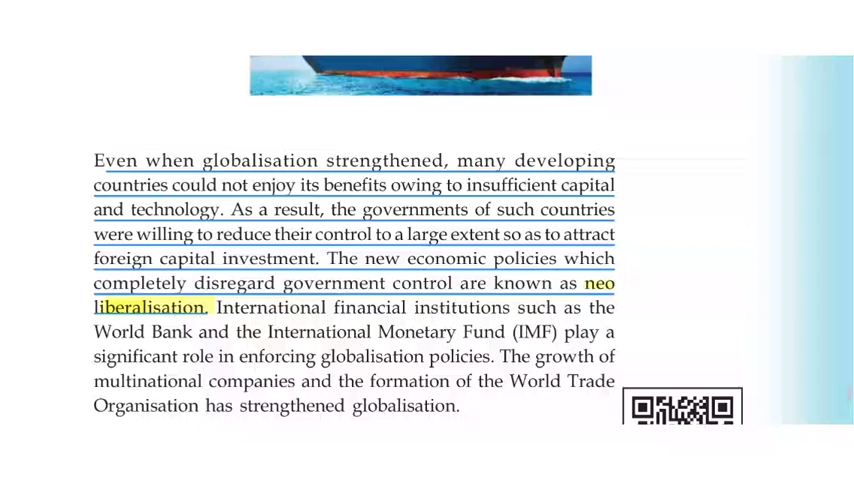 Even when globalisation strengthened, many developing
countries could not enjoy its benefits owing to insufficient capital
and technology. As a result, the governments of such countries
were willing to reduce their control to a large extent so as to attract
foreign capital investment. The new economic policies which
completely disregard government control are known as neo
liberalisation. International financial institutions such as the
World Bank and the International Monetary Fund (IMF) play a
significant role in enforcing globalisation policies. The growth of
multinational companies and the formation of the World Trade
Organisation has strengthened globalisation.